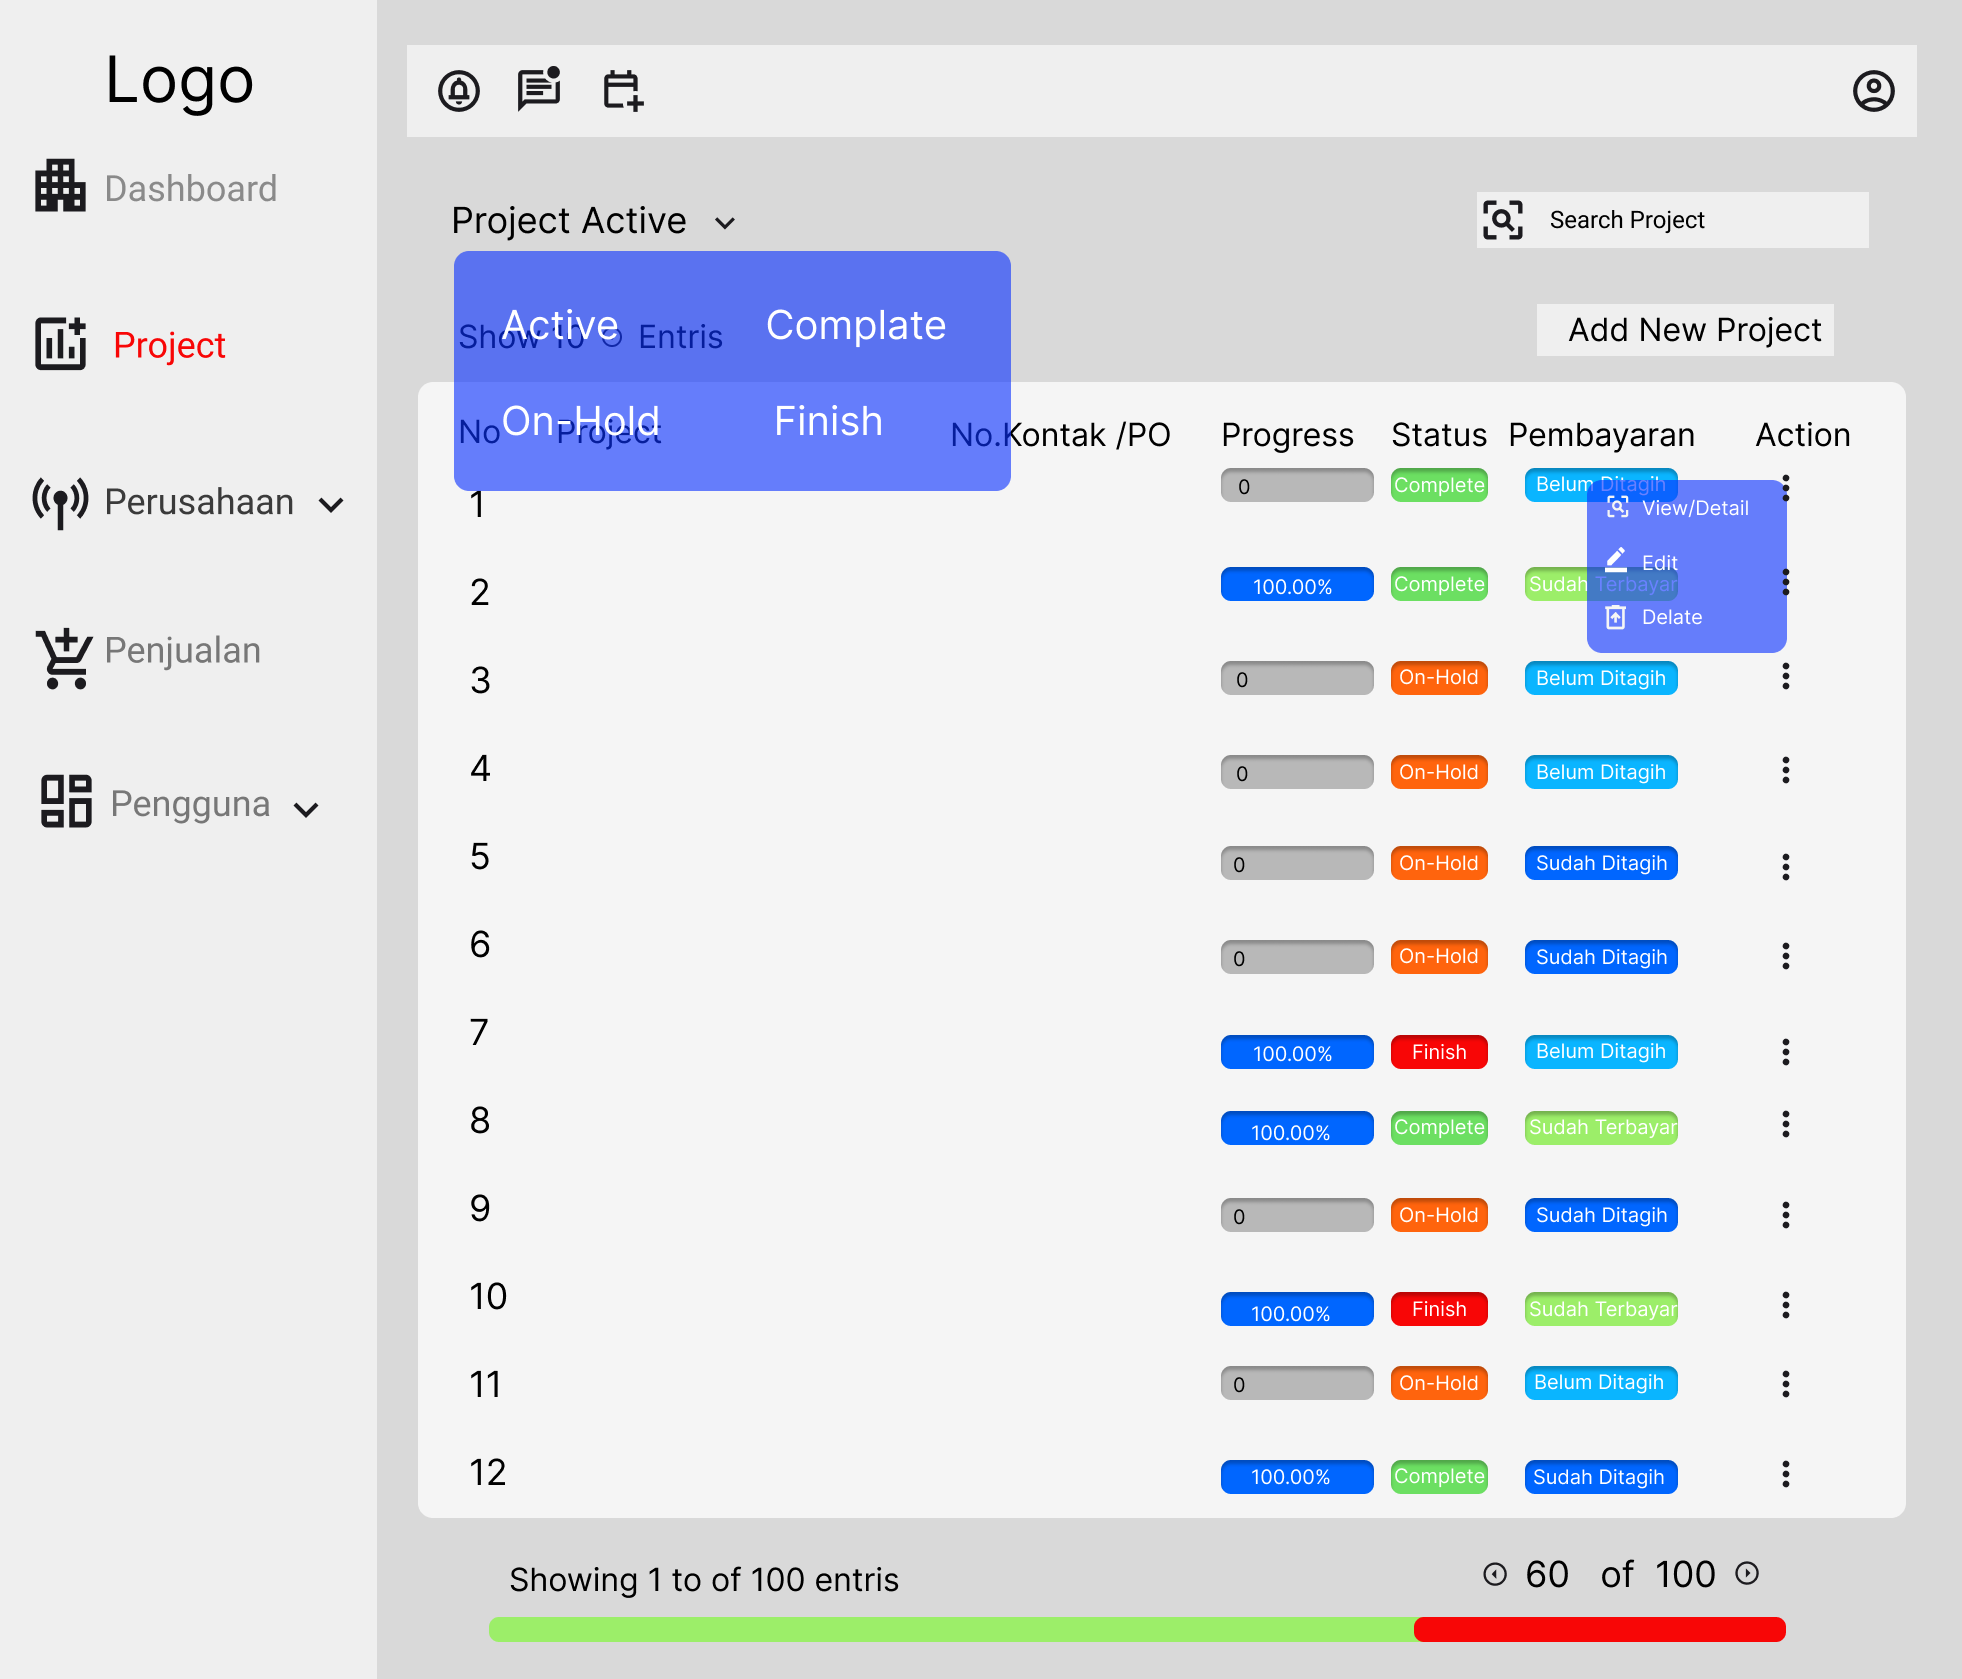 Logo
Dashboard
Project
Perusahaan
Penjualan
Pengguna
Project Active
Search Project
Active Complate
Show 10 Entris
Add New Project
On-Hold Finish
No Project No.Kontak /PO Progress Status Pembayaran Action
1 0 Complete Belum Ditagih
View/Detail
Edit
2 100.00% Complete Sudah Terbayar
Delate
3 0 On-Hold Belum Ditagih
4 0 On-Hold Belum Ditagih
5 0 On-Hold Sudah Ditagih
6 0 On-Hold Sudah Ditagih
7 100.00% Finish Belum Ditagih
8 100.00% Complete Sudah Terbayar
9 0 On-Hold Sudah Ditagih
10 100.00% Finish Sudah Terbayar
11 0 On-Hold Belum Ditagih
12 100.00% Complete Sudah Ditagih
Showing 1 to of 100 entris
60 of 100